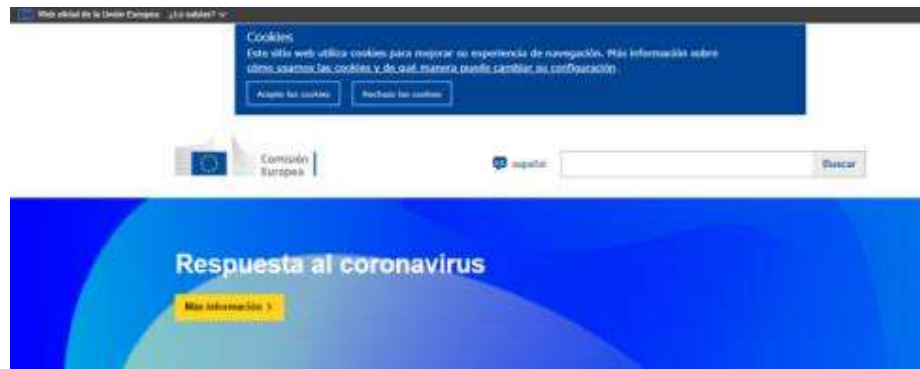 Web oficial de la Unión Europea ¿Lo sabías?
Cookies
Este sitio web utiliza cookies para mejorar su experiencia de navegación. Más información sobre
cómo usamos las cookies y de qué manera puede cambiar su configuración.
Acepto las cookies Rechazo las cookies
Comisión
Europea
es español Buscar
Respuesta al coronavirus
Más información >